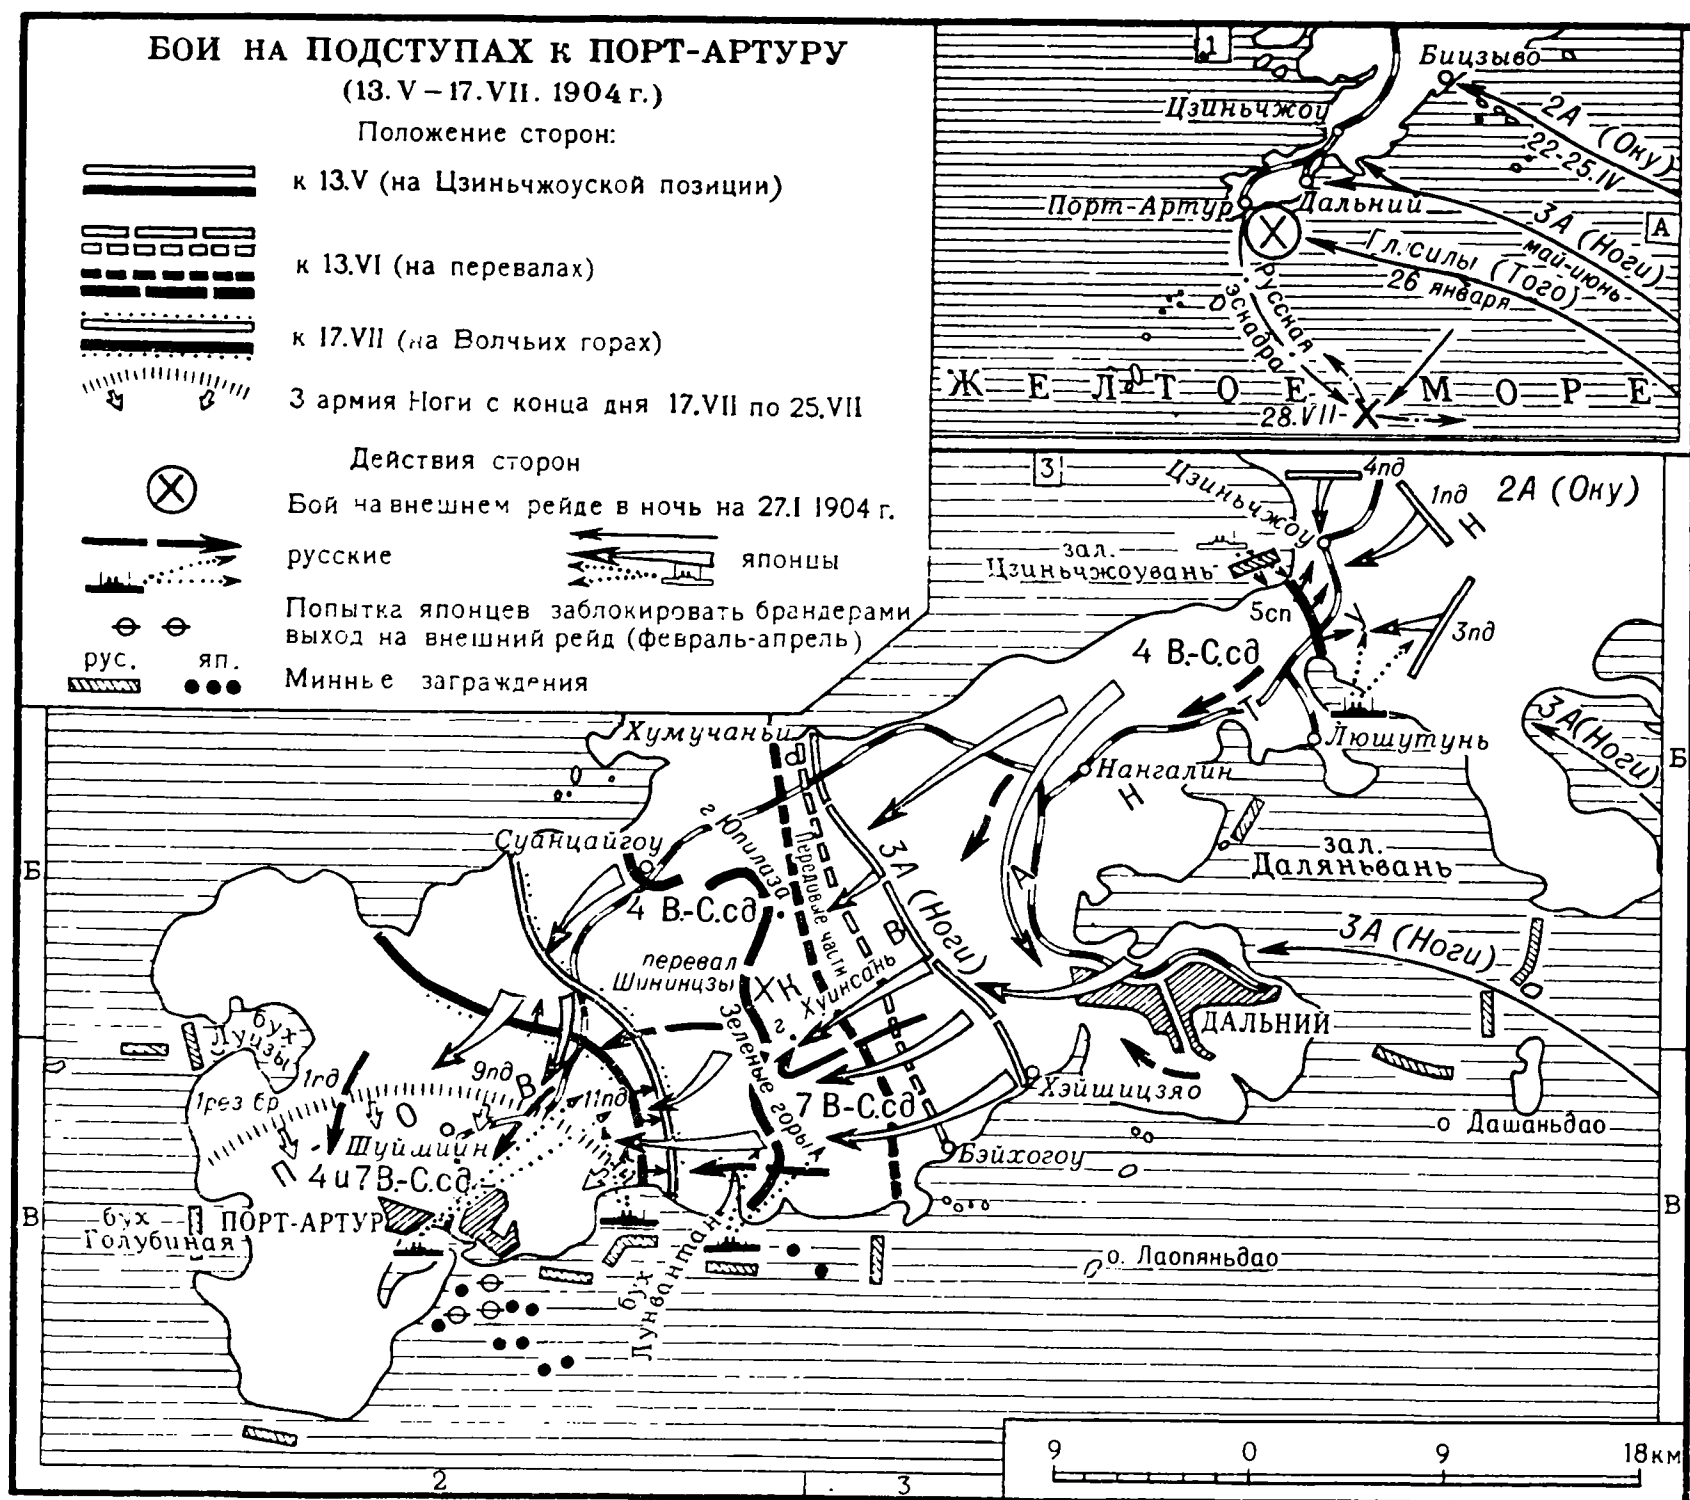 БОИ НА ПОДСТУПАХ К ПОРТ-АРТУРУ
(13.V – 17.VII. 1904 г.)
Положение сторон:
к 13.V (на Цзиньчжоуской позиции)
к 13.VI (на перевалах)
к 17.VII (на Волчьих горах)
3 армия Ноги с конца дня 17.VII по 25.VII
Действия сторон
Бой на внешнем рейде в ночь на 27.I 1904 г.
русские
японцы
Попытка японцев заблокировать брандерами
выход на внешний рейд (февраль-апрель)
рус. яп.
Минные заграждения
1
Бицзыво
Цзиньчжоу
2А (Оку)
22-25.IV
Порт-Артур
Дальний
3А (Ноги)
май-июнь
А
Гл. силы (Того)
26 января
Русская
эскадра
ЖЕЛТОЕ МОРЕ
28.VII
3
Цзиньчжоу
4пд
1пд
2А (Оку)
Н
зал.
Цзиньчжоувань
5сп
3пд
4 В.-С.сд
Т
Люшутунь
3А (Ноги)
Б
Хумучаньи
Нангалин
Н
г. Юпилаза
Суанцайгоу
Передовые части
3А (Ноги)
А
зал.
Даляньвань
Б
4 В.-С.сд
В
3А (Ноги)
перевал
Шининцзы
Х К
г. Хуинсань
ДАЛЬНИЙ
Зеленые горы
бух
Луизы
1пд
9пд
В
11пд
1рез бр
О
7 В-С.сд
Хэйшицзяо
о Дашаньдао
Шуймийн
П
Бэйхогоу
4 и 7 В.-С.сд
В
бух
Голубиная
ПОРТ-АРТУР
В
бух
Лунвантан
о. Лаопяньдао
9 0 9 18 км
2
3